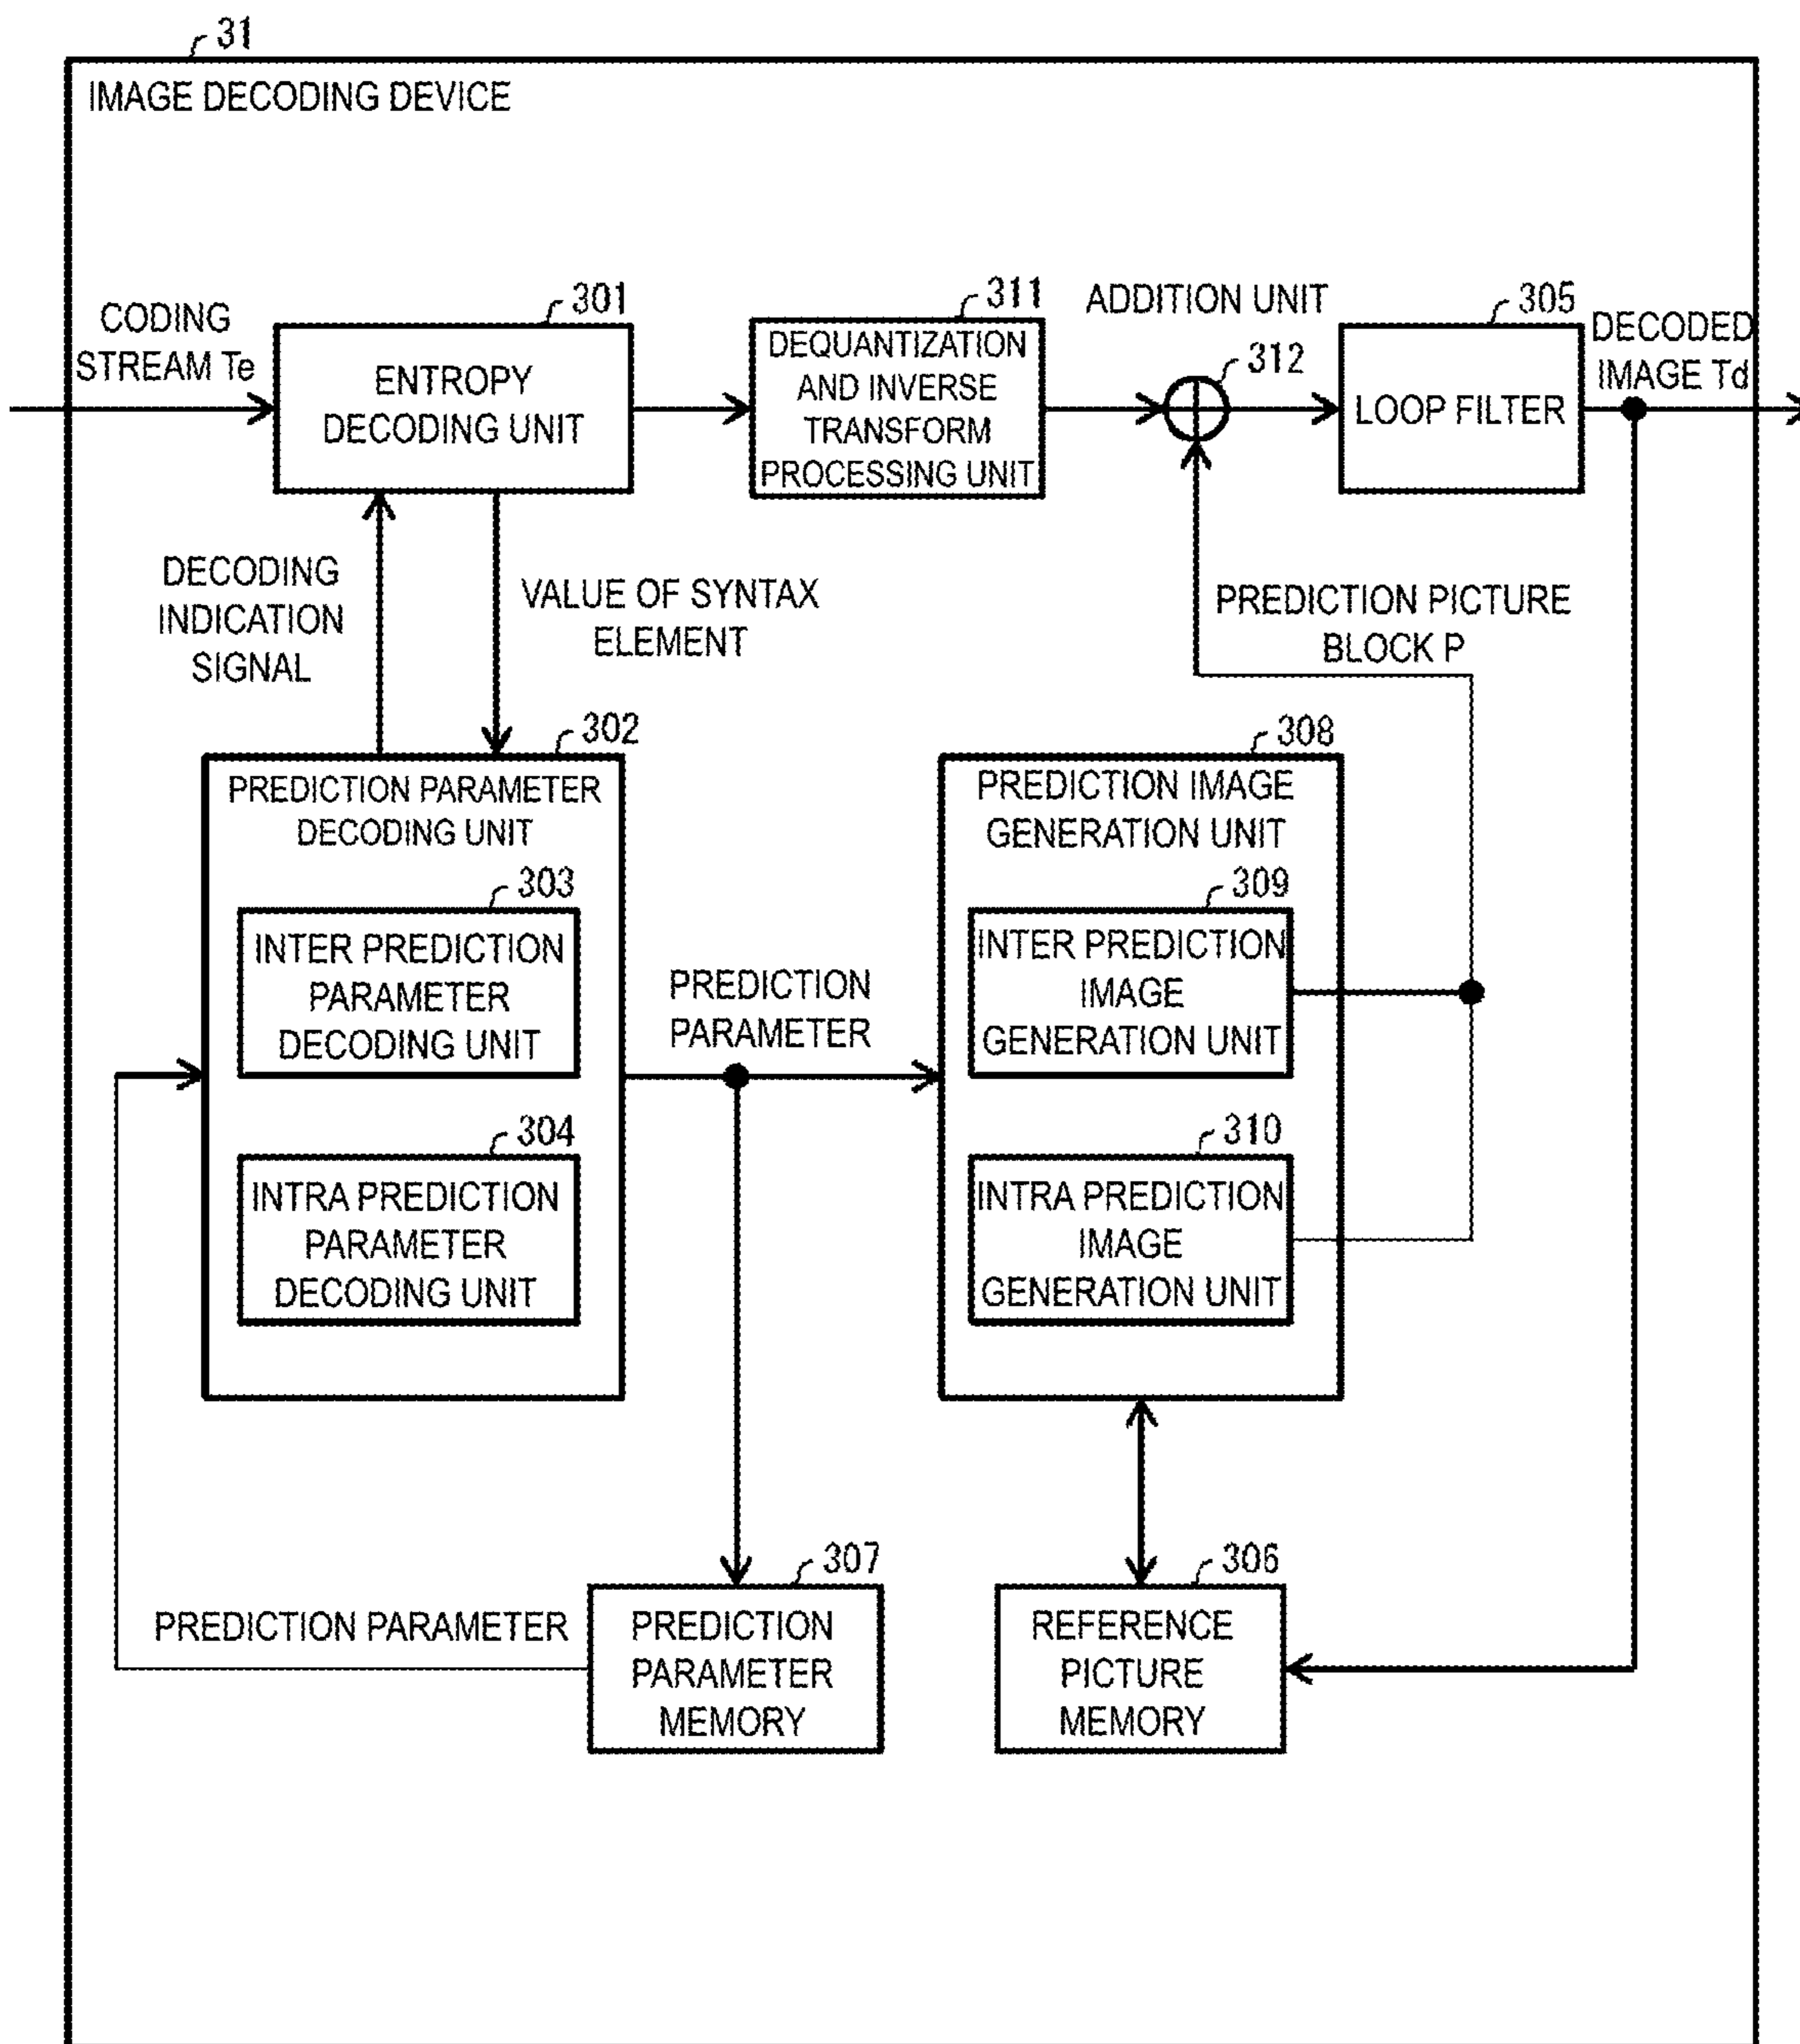 31
IMAGE DECODING DEVICE
CODING
STREAM Te
301
ENTROPY
DECODING UNIT
311
DEQUANTIZATION
AND INVERSE
TRANSFORM
PROCESSING UNIT
ADDITION UNIT
312
305
LOOP FILTER
DECODED
IMAGE Td
DECODING
INDICATION
SIGNAL
VALUE OF SYNTAX
ELEMENT
PREDICTION PICTURE
BLOCK P
302
PREDICTION PARAMETER
DECODING UNIT
303
INTER PREDICTION
PARAMETER
DECODING UNIT
304
INTRA PREDICTION
PARAMETER
DECODING UNIT
PREDICTION
PARAMETER
308
PREDICTION IMAGE
GENERATION UNIT
309
INTER PREDICTION
IMAGE
GENERATION UNIT
310
INTRA PREDICTION
IMAGE
GENERATION UNIT
PREDICTION PARAMETER
307
PREDICTION
PARAMETER
MEMORY
306
REFERENCE
PICTURE
MEMORY